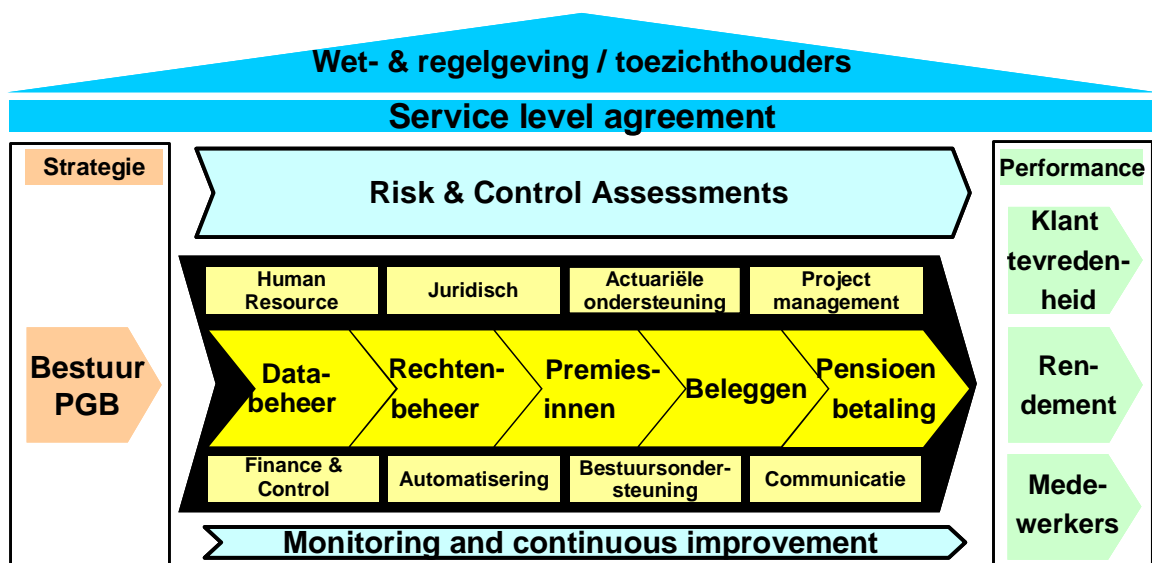 Wet- & regelgeving / toezichthouders
Service level agreement
Strategie
Bestuur
PGB
Risk & Control Assessments
Human
Resource
Juridisch
Actuariële
ondersteuning
Project
management
Data-
beheer
Rechten-
beheer
Premies-
innen
Beleggen
Pensioen
betaling
Finance &
Control
Automatisering
Bestuursonder-
steuning
Communicatie
Monitoring and continuous improvement
Performance
Klant
tevreden-
heid
Ren-
dement
Mede-
werkers